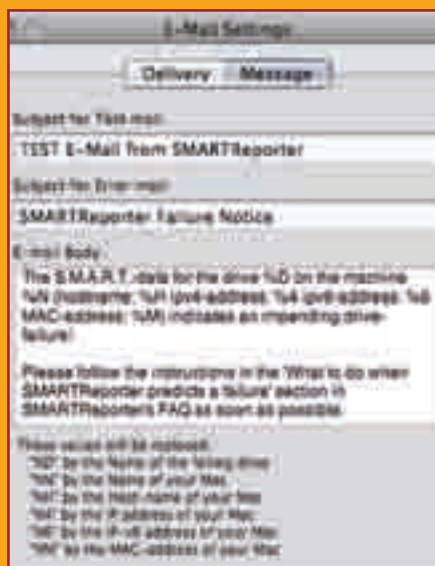 E-Mail Settings
Delivery Message
Subject for Test-mail:
TEST E-Mail from SMARTReporter
Subject for Error-mail:
SMARTReporter Failure Notice
E-mail Body:
The S.M.A.R.T.-data for the drive %D on the machine
%N (hostname: %H ipv4-address: %4 ipv6-address: %6
MAC-address: %M) indicates an impending drive-
failure!
Please follow the instructions in the 'What to do when
SMARTReporter predicts a failure' section in
SMARTReporter's FAQ as soon as possible.
These values will be replaced:
"%D" by the Name of the failing drive
"%N" by the Name of your Mac
"%H" by the Host-name of your Mac
"%4" by the IP address of your Mac
"%6" by the IP-v6 address of your Mac
"%M" by the MAC-address of your Mac